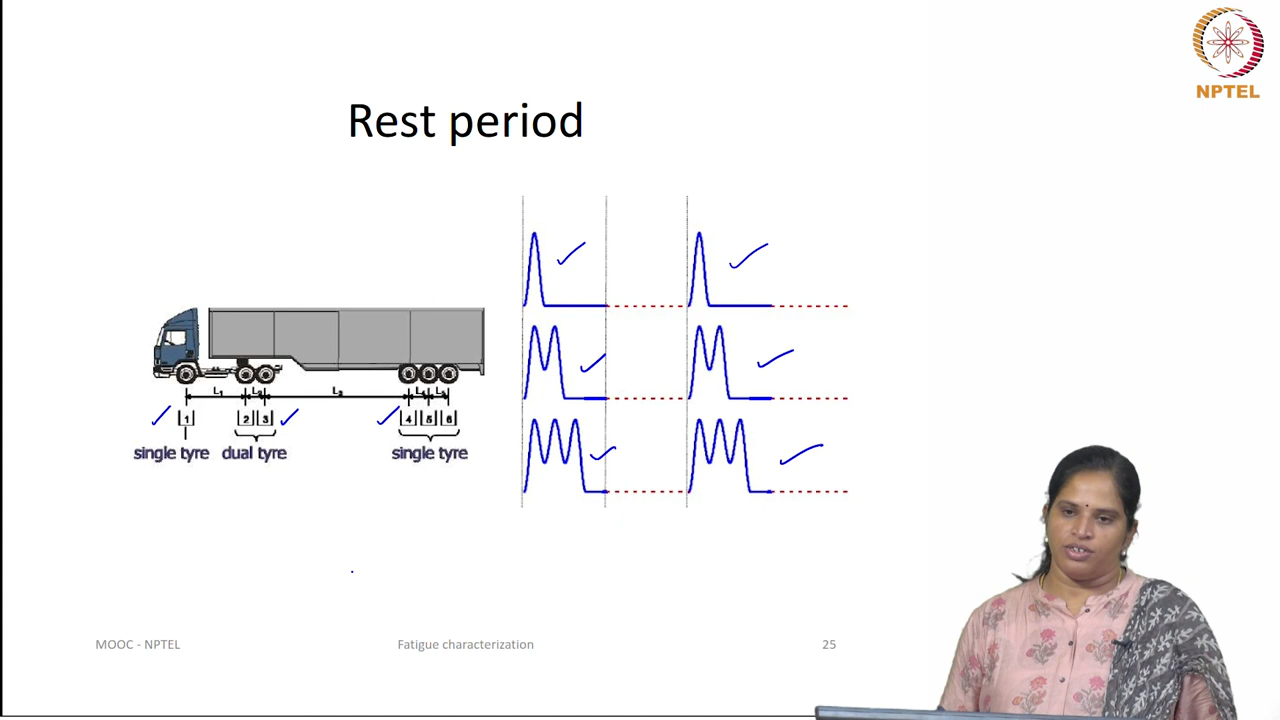 NPTEL
Rest period
L₁ L₂ L₃ L₄ L₅
1 2 3 4 5 6
single tyre dual tyre single tyre
MOOC - NPTEL Fatigue characterization 25